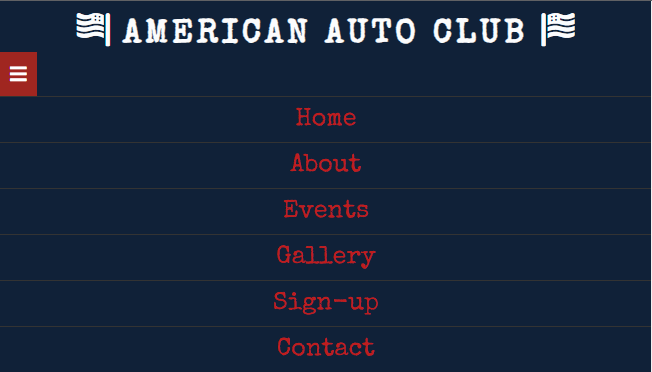 AMERICAN AUTO CLUB
Home
About
Events
Gallery
Sign-up
Contact